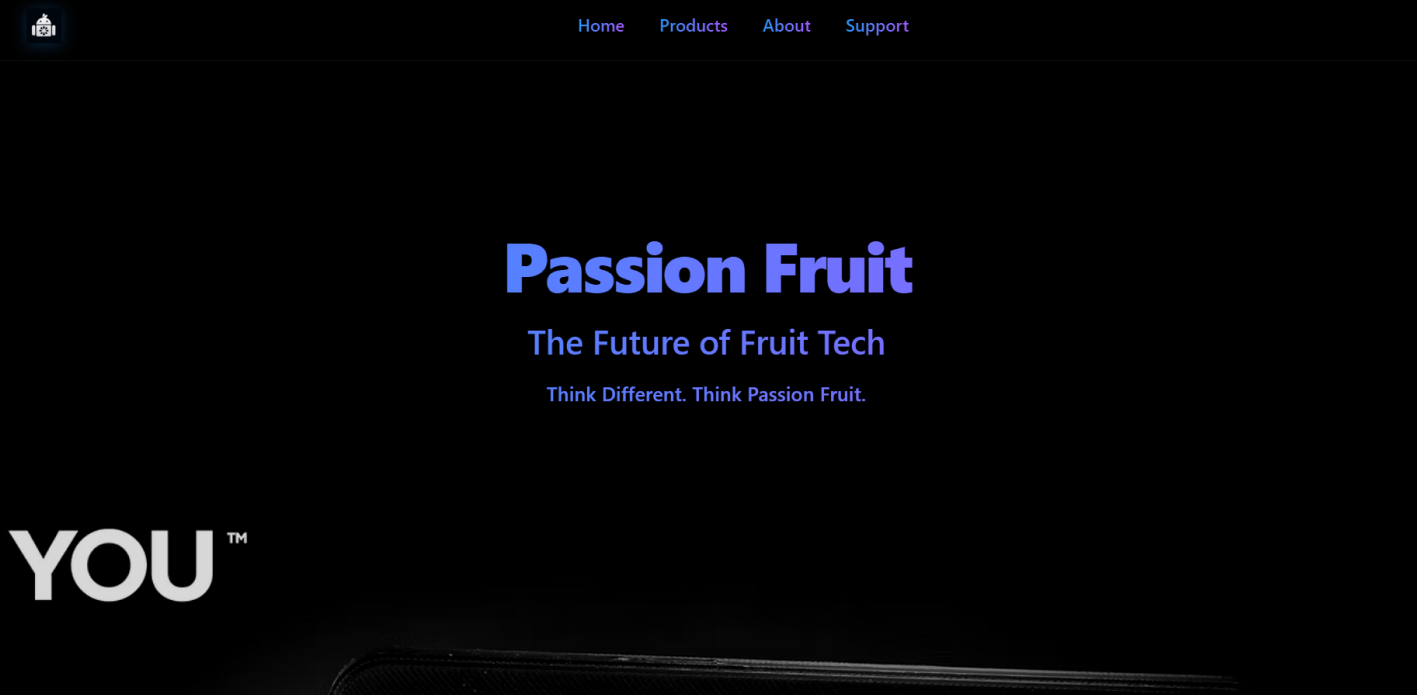 Home Products About Support
Passion Fruit
The Future of Fruit Tech
Think Different. Think Passion Fruit.
YOU™